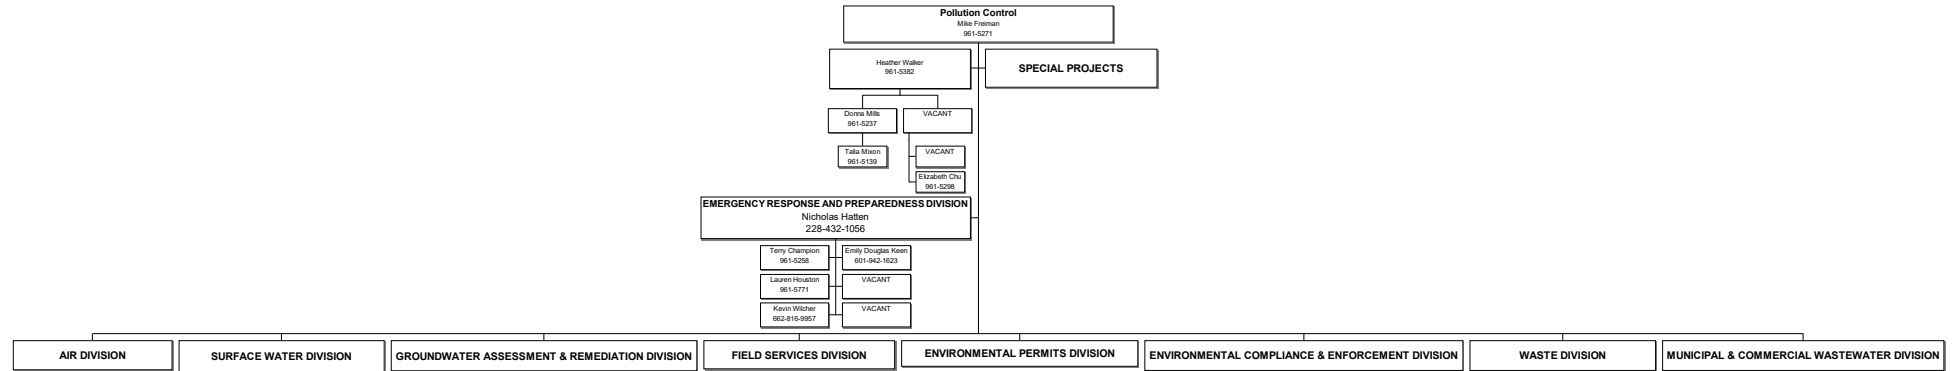 Pollution Control
Mike Freiman
961-5271
Heather Walker
961-5382
SPECIAL PROJECTS
Donna Mills
961-5237
VACANT
Talia Mixon
961-5139
VACANT
Elizabeth Chu
961-5298
EMERGENCY RESPONSE AND PREPAREDNESS DIVISION
Nicholas Hatten
228-432-1056
Terry Champion
961-5258
Emily Douglas Keen
601-942-1623
Lauren Houston
961-5771
VACANT
Kevin Wilcher
662-816-9957
VACANT
AIR DIVISION
SURFACE WATER DIVISION
GROUNDWATER ASSESSMENT & REMEDIATION DIVISION
FIELD SERVICES DIVISION
ENVIRONMENTAL PERMITS DIVISION
ENVIRONMENTAL COMPLIANCE & ENFORCEMENT DIVISION
WASTE DIVISION
MUNICIPAL & COMMERCIAL WASTEWATER DIVISION